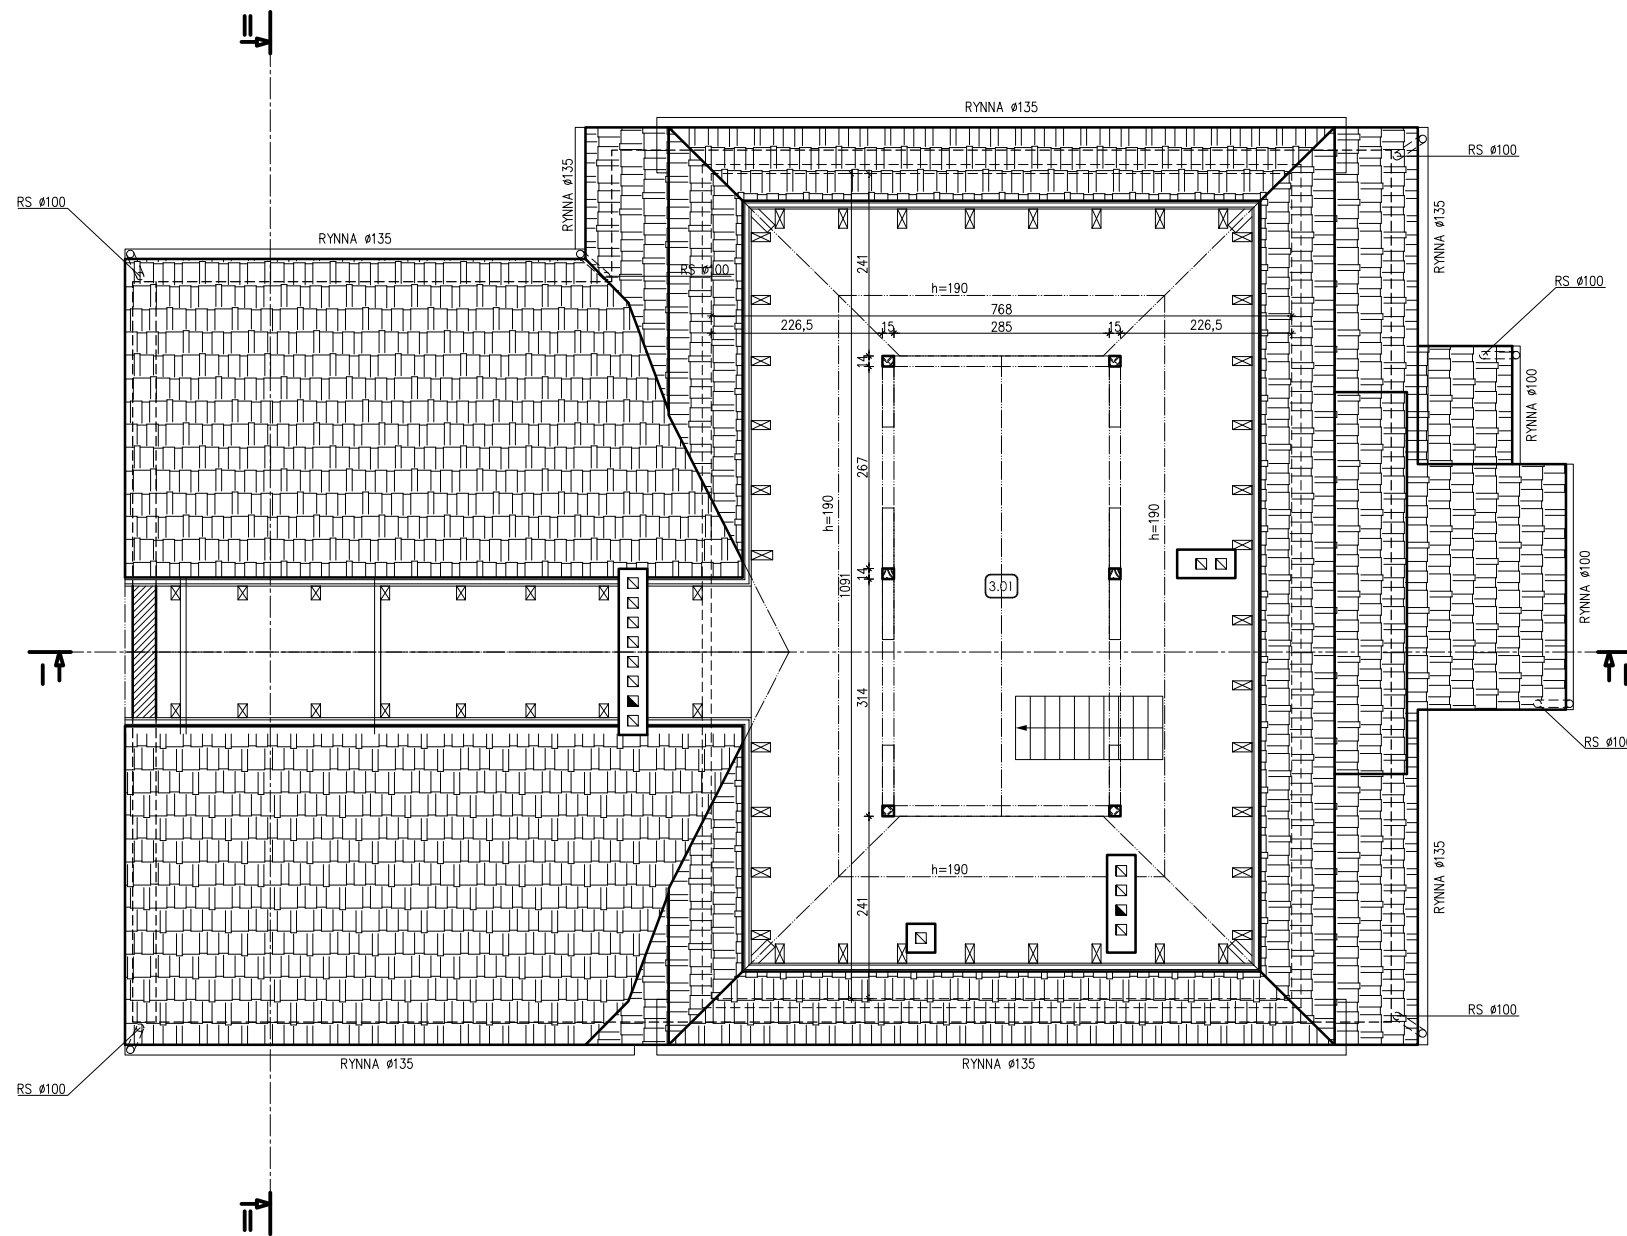 II
RYNNA ø135
RS ø100
RYNNA ø135
RS ø100
RYNNA ø135
RYNNA ø135
RS ø100
241
RS ø100
h=190
768
226,5
15
285
15
226,5
14
RYNNA ø100
267
h=190
h=190
14
1091
3.01
RYNNA ø100
I
I
314
RS ø100
h=190
241
RYNNA ø135
RS ø100
RYNNA ø135
RYNNA ø135
RS ø100
II